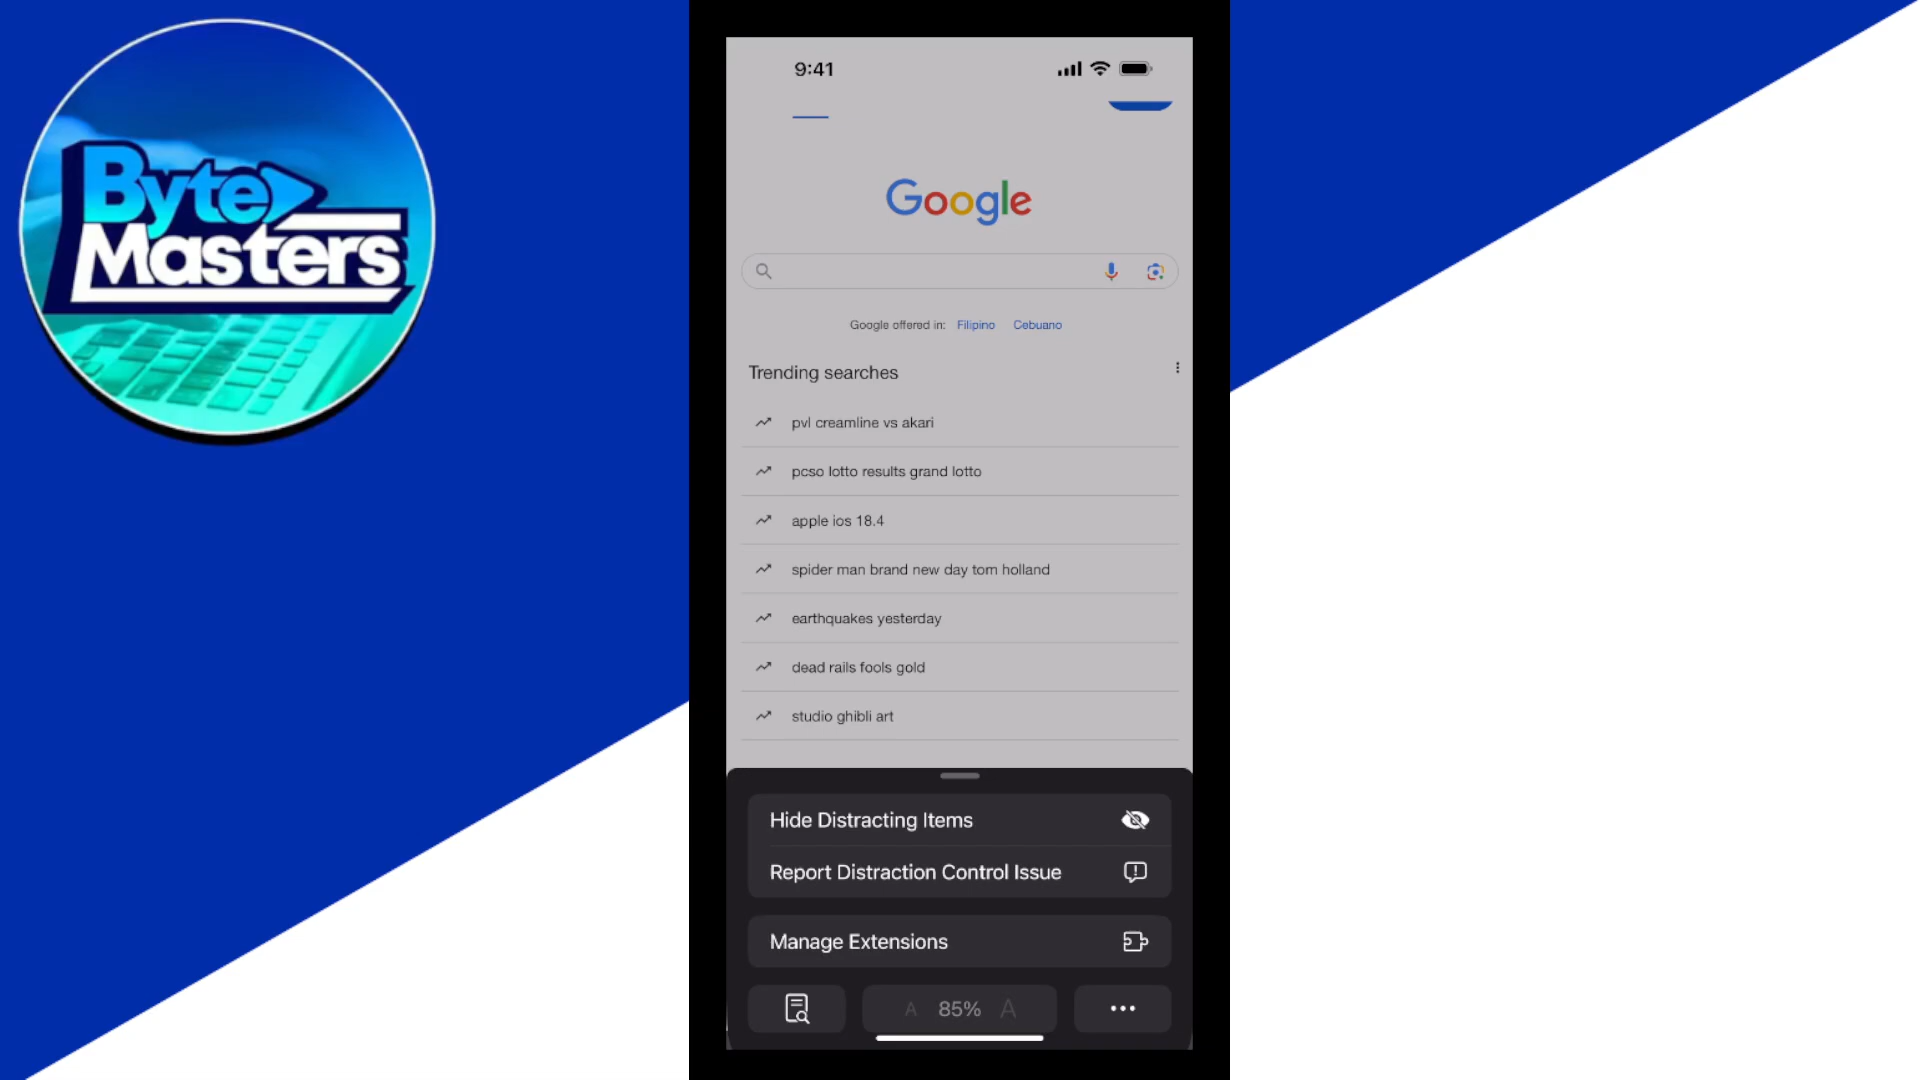 Byte
Masters
9:41
Google
Google offered in: Filipino Cebuano
Trending searches
pvl creamline vs akari
pcso lotto results grand lotto
apple ios 18.4
spider man brand new day tom holland
earthquakes yesterday
dead rails fools gold
studio ghibli art
Hide Distracting Items
Report Distraction Control Issue
Manage Extensions
A 85% A